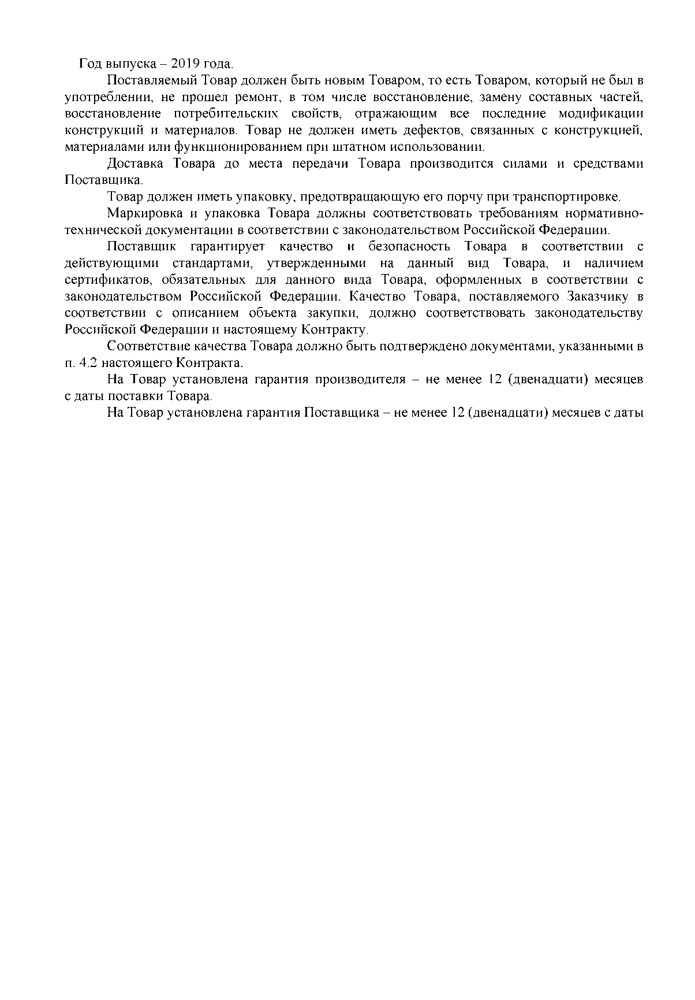 Год выпуска – 2019 года.
Поставляемый Товар должен быть новым Товаром, то есть Товаром, который не был в
употреблении, не прошел ремонт, в том числе восстановление, замену составных частей,
восстановление потребительских свойств, отражающим все последние модификации
конструкций и материалов. Товар не должен иметь дефектов, связанных с конструкцией,
материалами или функционированием при штатном использовании.
Доставка Товара до места передачи Товара производится силами и средствами
Поставщика.
Товар должен иметь упаковку, предотвращающую его порчу при транспортировке.
Маркировка и упаковка Товара должны соответствовать требованиям нормативно-
технической документации в соответствии с законодательством Российской Федерации.
Поставщик гарантирует качество и безопасность Товара в соответствии с
действующими стандартами, утвержденными на данный вид Товара, и наличием
сертификатов, обязательных для данного вида Товара, оформленных в соответствии с
законодательством Российской Федерации. Качество Товара, поставляемого Заказчику в
соответствии с описанием объекта закупки, должно соответствовать законодательству
Российской Федерации и настоящему Контракту.
Соответствие качества Товара должно быть подтверждено документами, указанными в
п. 4.2 настоящего Контракта.
На Товар установлена гарантия производителя – не менее 12 (двенадцати) месяцев
с даты поставки Товара.
На Товар установлена гарантия Поставщика – не менее 12 (двенадцати) месяцев с даты